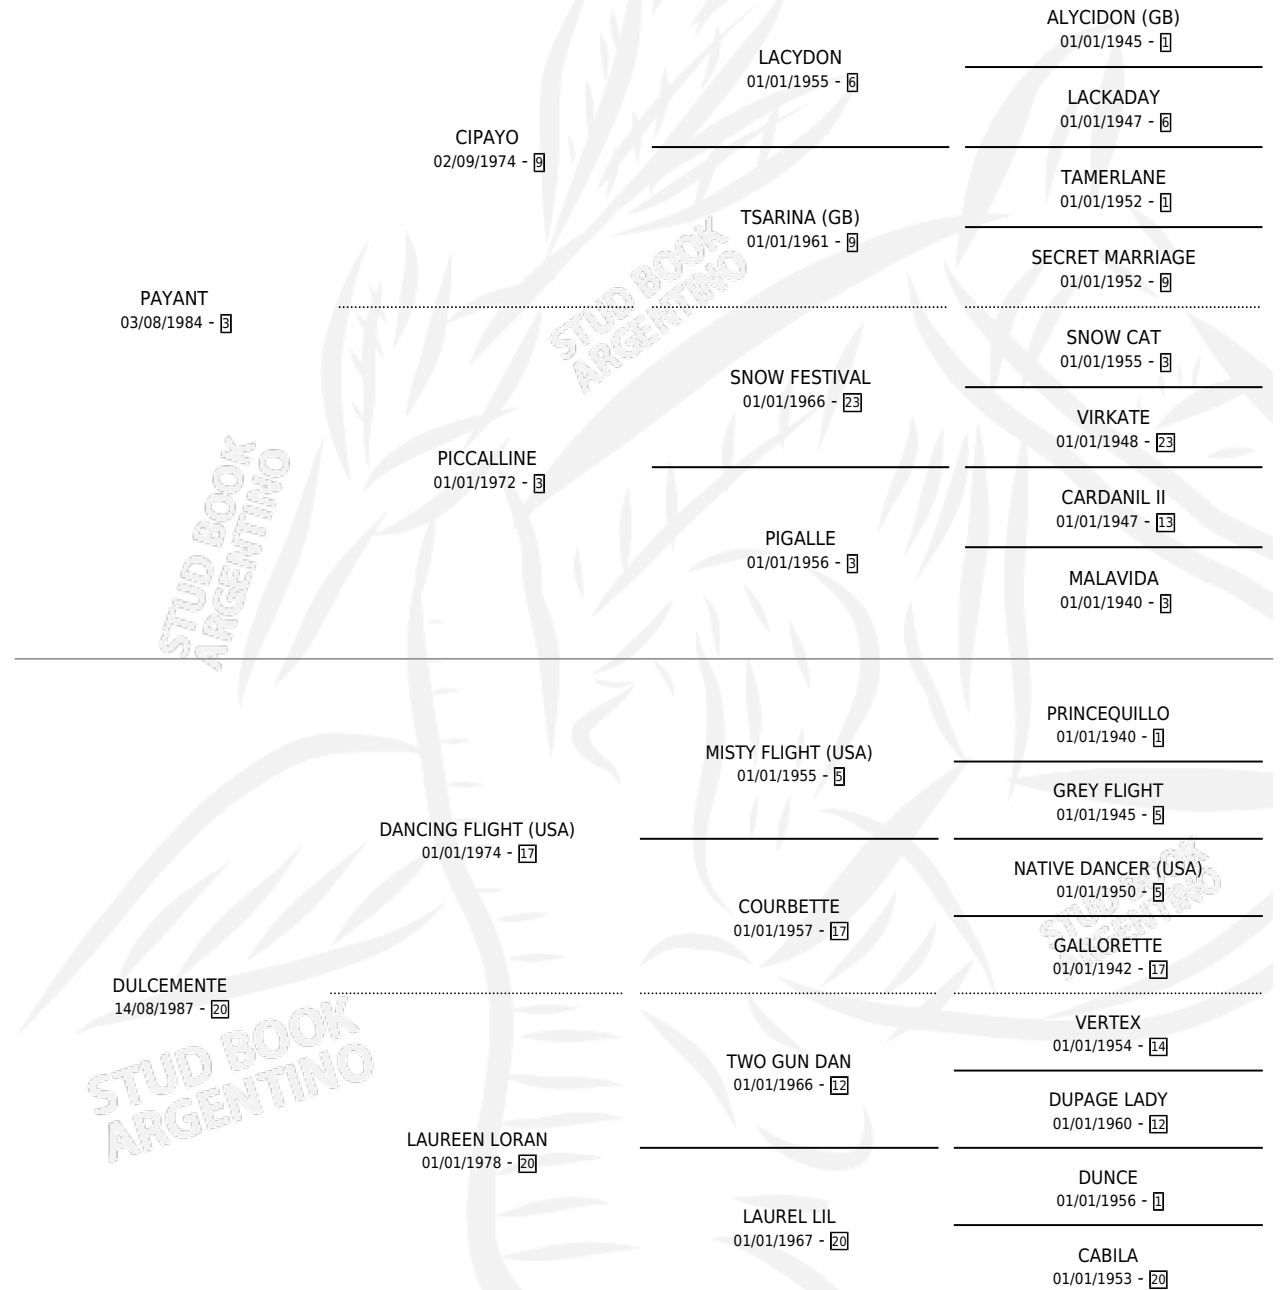 ALYCIDON (GB)
01/01/1945 - 1
LACYDON
01/01/1955 - 6
LACKADAY
01/01/1947 - 6
CIPAYO
02/09/1974 - 9
TAMERLANE
01/01/1952 - 1
TSARINA (GB)
01/01/1961 - 9
SECRET MARRIAGE
01/01/1952 - 9
PAYANT
03/08/1984 - 3
SNOW CAT
01/01/1955 - 3
SNOW FESTIVAL
01/01/1966 - 23
VIRKATE
01/01/1948 - 23
PICCALLINE
01/01/1972 - 3
CARDANIL II
01/01/1947 - 13
PIGALLE
01/01/1956 - 3
MALAVIDA
01/01/1940 - 3
STUD BOOK
ARGENTINO
STUD BOOK
ARGENTINO
PRINCEQUILLO
01/01/1940 - 1
MISTY FLIGHT (USA)
01/01/1955 - 5
GREY FLIGHT
01/01/1945 - 5
DANCING FLIGHT (USA)
01/01/1974 - 17
NATIVE DANCER (USA)
01/01/1950 - 5
COURBETTE
01/01/1957 - 17
GALLORETTE
01/01/1942 - 17
DULCEMENTE
14/08/1987 - 20
VERTEX
01/01/1954 - 14
TWO GUN DAN
01/01/1966 - 12
DUPAGE LADY
01/01/1960 - 12
LAUREEN LORAN
01/01/1978 - 20
DUNCE
01/01/1956 - 1
LAUREL LIL
01/01/1967 - 20
CABILA
01/01/1953 - 20
STUD BOOK
ARGENTINO
STUD BOOK
ARGENTINO